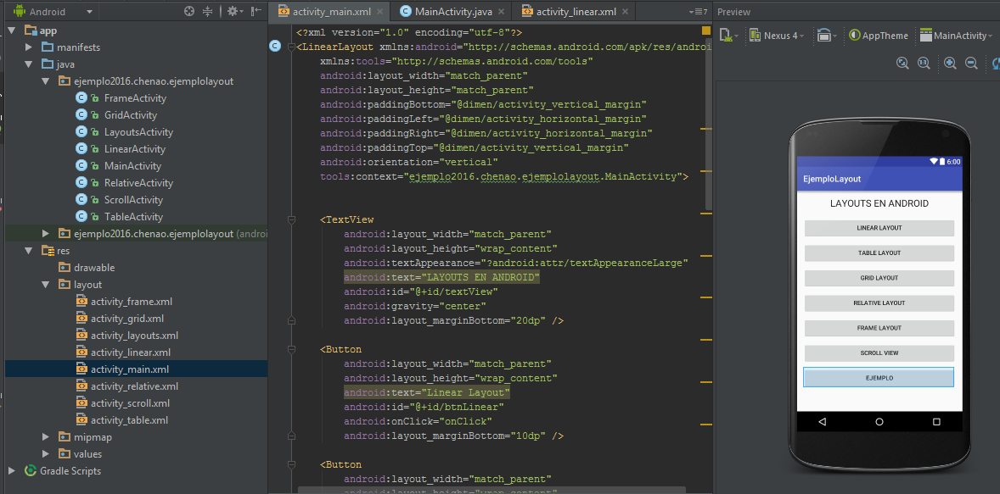 Android
app
manifests
java
ejemplo2016.chenao.ejemplolayout
FrameActivity
GridActivity
LayoutsActivity
LinearActivity
MainActivity
RelativeActivity
ScrollActivity
TableActivity
ejemplo2016.chenao.ejemplolayout (androi
res
drawable
layout
activity_frame.xml
activity_grid.xml
activity_layouts.xml
activity_linear.xml
activity_main.xml
activity_relative.xml
activity_scroll.xml
activity_table.xml
mipmap
values
Gradle Scripts
activity_main.xml
MainActivity.java
activity_linear.xml
7
<?xml version="1.0" encoding="utf-8"?>
<LinearLayout xmlns:android="http://schemas.android.com/apk/res/androi
xmlns:tools="http://schemas.android.com/tools"
android:layout_width="match_parent"
android:layout_height="match_parent"
android:paddingBottom="@dimen/activity_vertical_margin"
android:paddingLeft="@dimen/activity_horizontal_margin"
android:paddingRight="@dimen/activity_horizontal_margin"
android:paddingTop="@dimen/activity_vertical_margin"
android:orientation="vertical"
tools:context="ejemplo2016.chenao.ejemplolayout.MainActivity">
<TextView
android:layout_width="match_parent"
android:layout_height="wrap_content"
android:textAppearance="?android:attr/textAppearanceLarge"
android:text="LAYOUTS EN ANDROID"
android:id="@+id/textView"
android:gravity="center"
android:layout_marginBottom="20dp" />
<Button
android:layout_width="match_parent"
android:layout_height="wrap_content"
android:text="Linear Layout"
android:id="@+id/btnLinear"
android:onClick="onClick"
android:layout_marginBottom="10dp" />
<Button
android:layout_width="match_parent"
android:layout_height="wrap_content"
Preview
Nexus 4
AppTheme
MainActivity
1:1
6:00
EjemploLayout
LAYOUTS EN ANDROID
LINEAR LAYOUT
TABLE LAYOUT
GRID LAYOUT
RELATIVE LAYOUT
FRAME LAYOUT
SCROLL VIEW
EJEMPLO